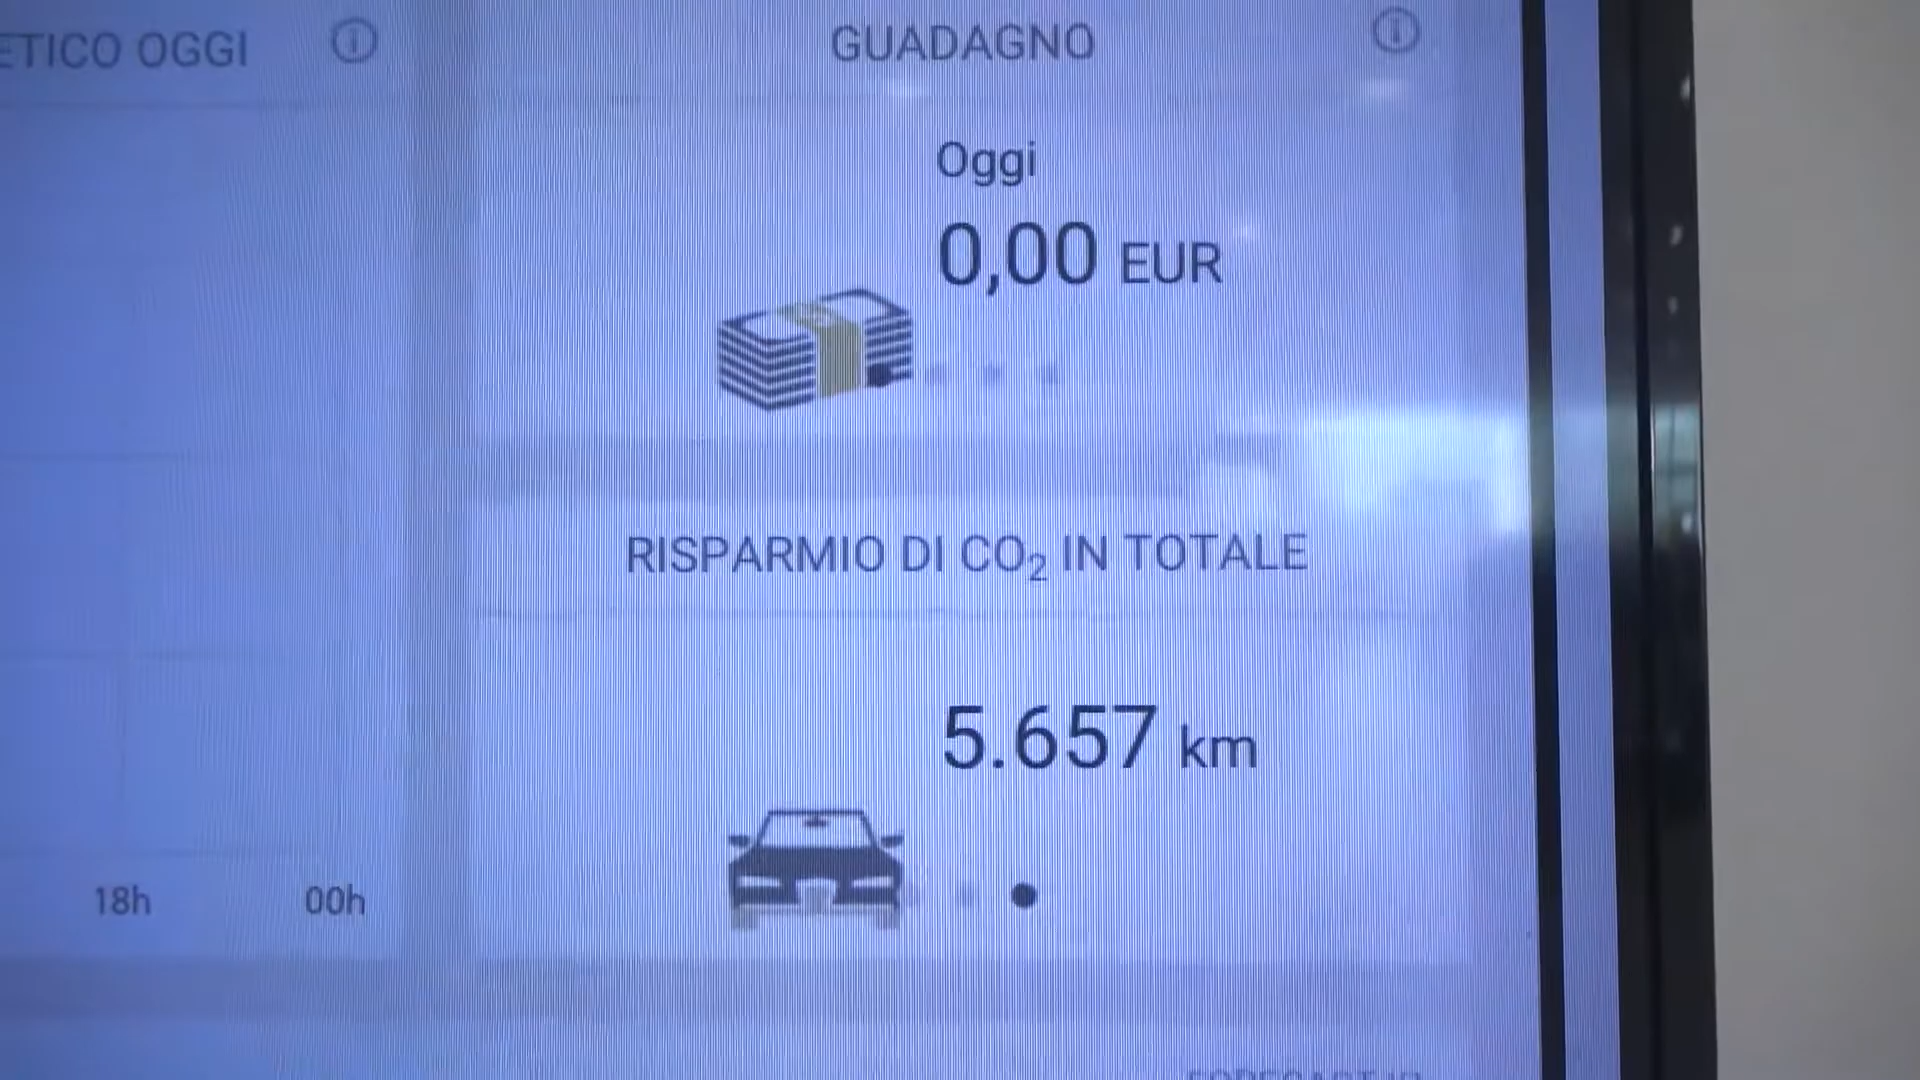 ETICO OGGI
GUADAGNO
Oggi
0,00 EUR
RISPARMIO DI CO₂ IN TOTALE
5.657 km
18h 00h